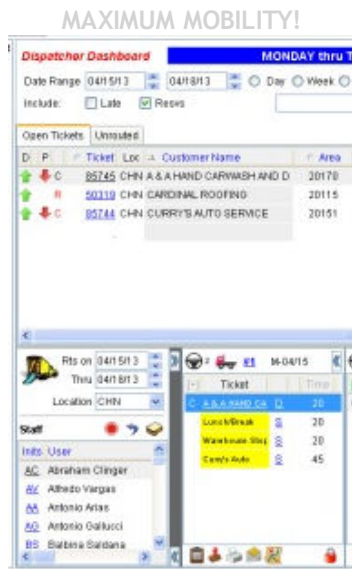 MAXIMUM MOBILITY!
Dispatcher Dashboard MONDAY thru T
Date Range 04/15/13 04/18/13 Day Week
Include: Late Resvs
Open Tickets Unrouted
D P Ticket Loc Customer Name Area
C 85745 CHN A & A HAND CARWASH AND D 20170
R 50319 CHN CARDINAL ROOFING 20115
C 85744 CHN CURRY'S AUTO SERVICE 20151
Rts on 04/15/13
Thru 04/18/13
Location CHN
Staff
Inits User
AC Abraham Clinger
AV Alfredo Vargas
AA Antonio Arias
AG Antonio Gallucci
BS Balbina Saldana
#1 M-04/15
Ticket Time
C A & A HAND CA D 20
Lunch/Break S 20
Warehouse Stop S 20
Curry's Auto S 45